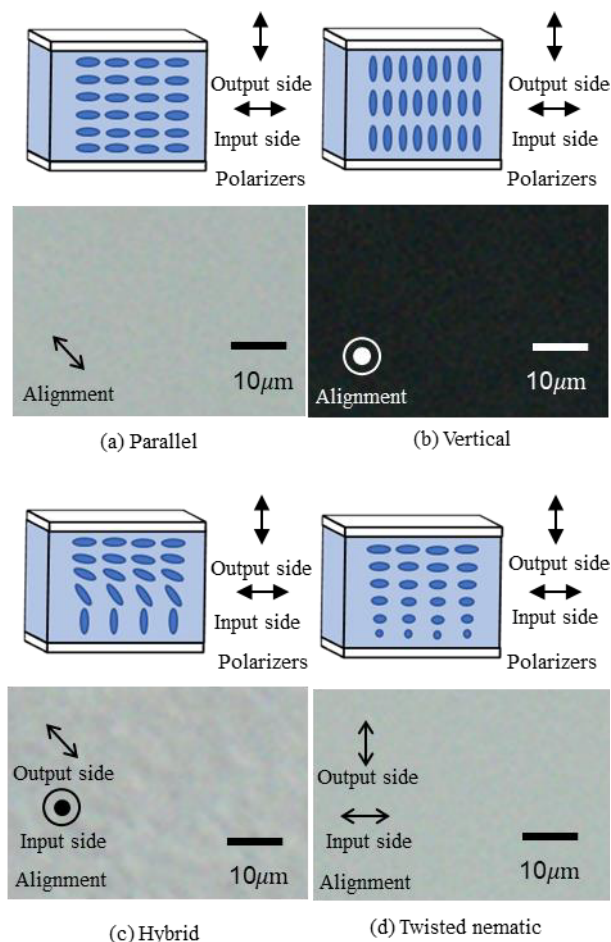 Output side
Input side
Polarizers
Output side
Input side
Polarizers
Alignment
10μm
10μm
Alignment
(a) Parallel
(b) Vertical
Output side
Input side
Polarizers
Output side
Input side
Polarizers
Output side
Input side
Alignment
10μm
Output side
Input side
Alignment
10μm
(c) Hybrid
(d) Twisted nematic